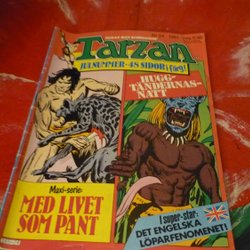 Tarzan
JULNUMMER-48 SIDOR i färg!
HUGG-
TÄNDERNAS
NATT
Maxi-serie:
MED LIVET
SOM PANT
I super-star:
DET ENGELSKA
LÖPARFENOMENET!